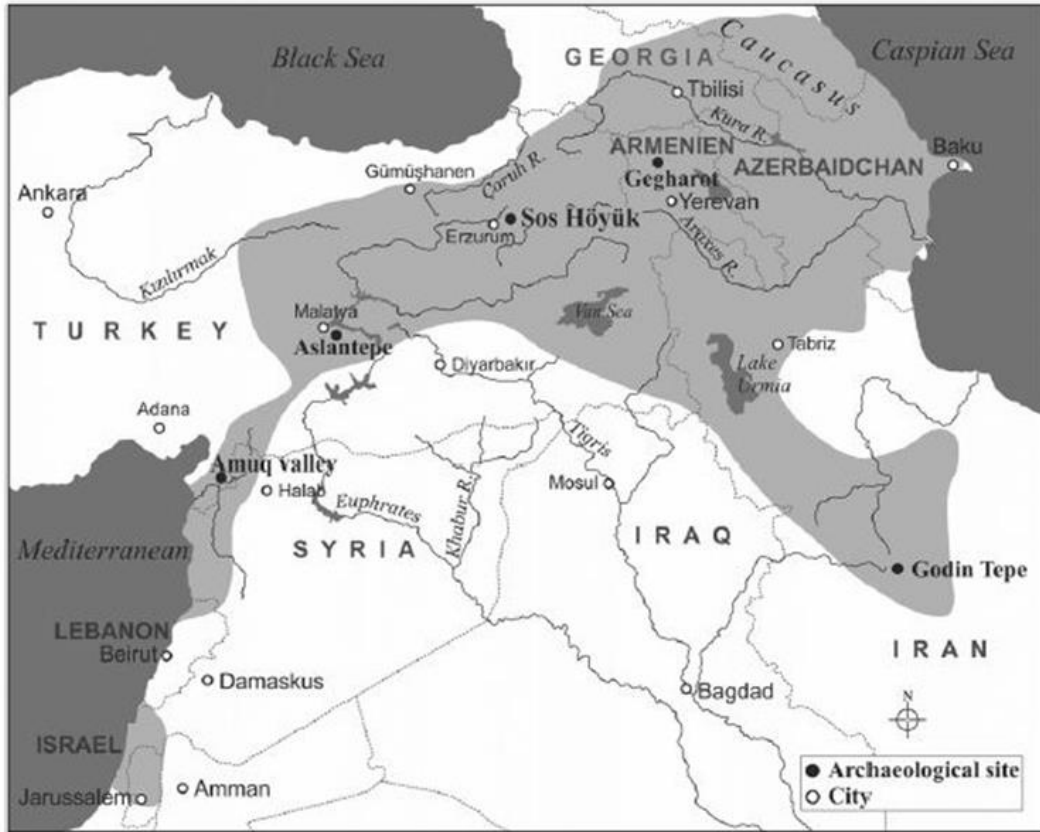 Black Sea
GEORGIA
Caucasus
Caspian Sea
Tbilisi
Kura R.
ARMENIEN
AZERBAIDCHAN
Baku
Gümüşhanen
Çoruh R.
Gegharot
Ankara
Yerevan
Sos Höyük
Erzurum
Araxes R.
Kızılırmak
Malatya
Van Sea
TURKEY
Aslantepe
Tabriz
Diyarbakır
Lake
Urmia
Adana
Tigris
Amuq valley
Halab
Mosul
Euphrates
Khabur R.
Mediterranean
SYRIA
IRAQ
Godin Tepe
LEBANON
Beirut
IRAN
Damaskus
Bagdad
N
ISRAEL
Archaeological site
Jarussalem
Amman
City